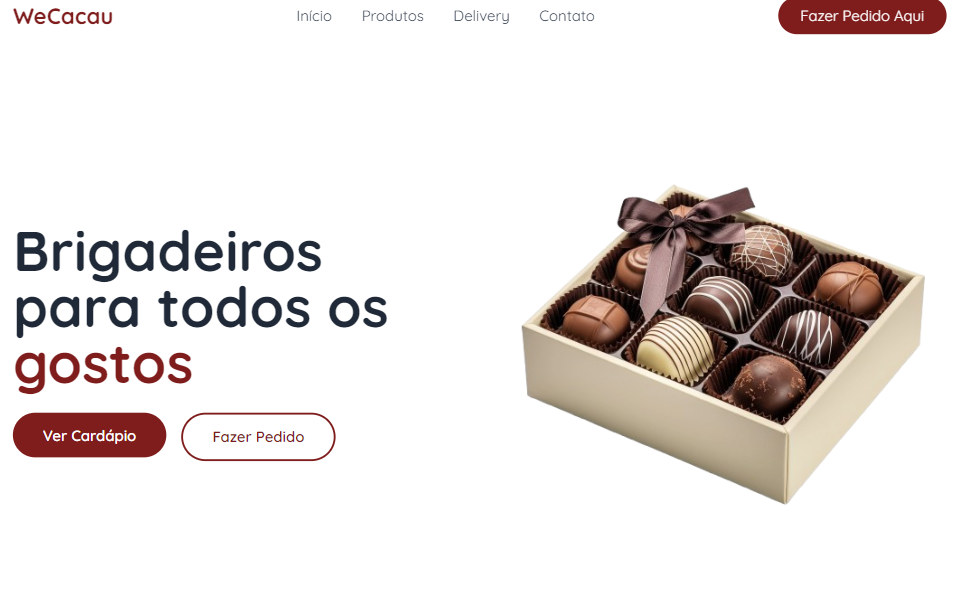 WeCacau
Início
Produtos
Delivery
Contato
Fazer Pedido Aqui
Brigadeiros
para todos os
gostos
Ver Cardápio
Fazer Pedido